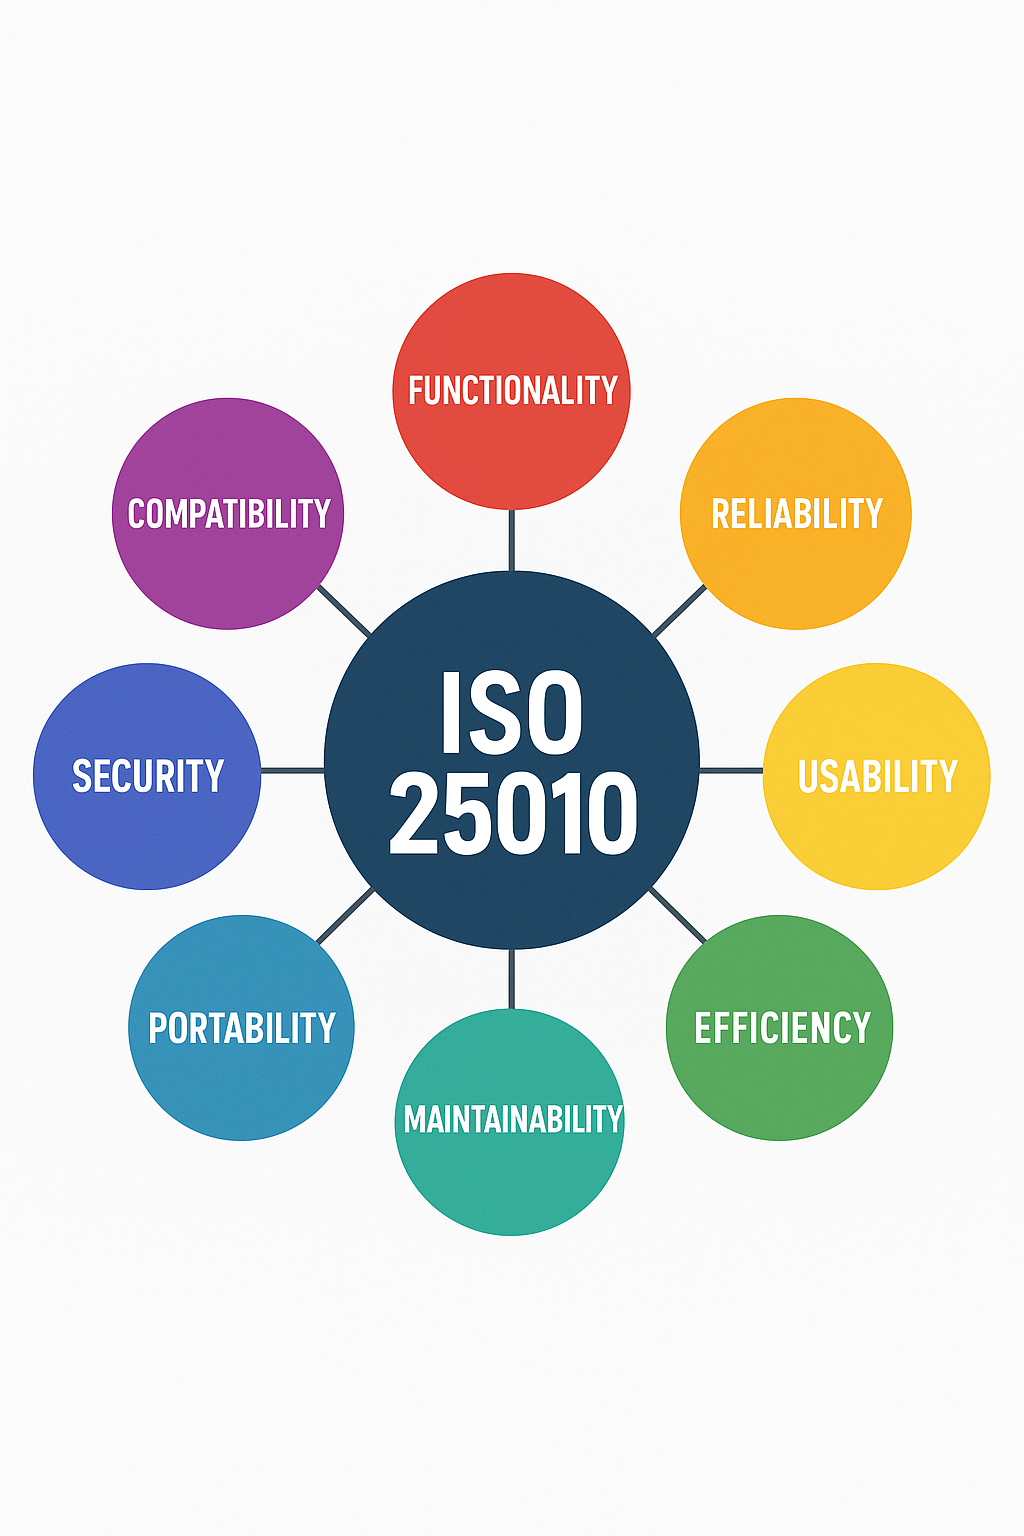 FUNCTIONALITY
COMPATIBILITY
RELIABILITY
ISO
25010
SECURITY
USABILITY
PORTABILITY
EFFICIENCY
MAINTAINABILITY